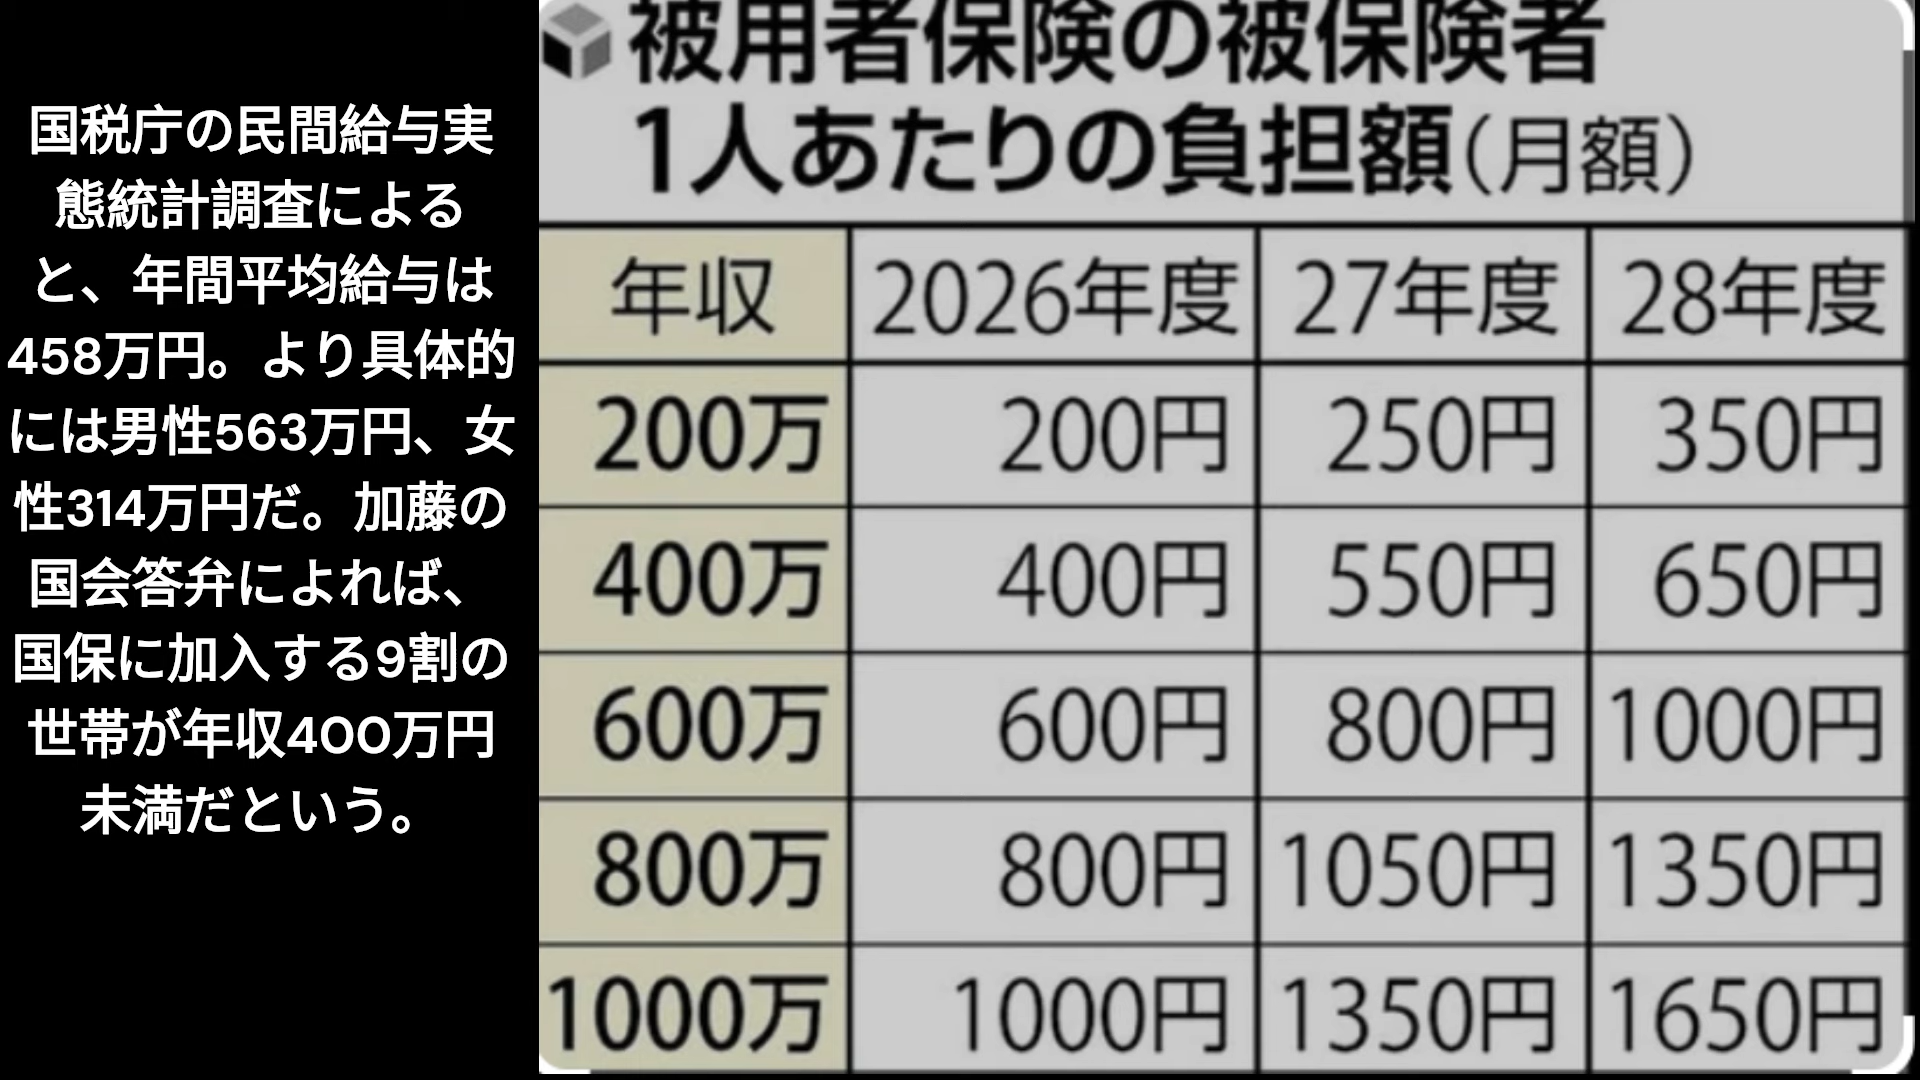 国税庁の民間給与実
態統計調査による
と、年間平均給与は
458万円。より具体的
には男性563万円、女
性314万円だ。加藤の
国会答弁によれば、
国保に加入する9割の
世帯が年収400万円
未満だという。
被用者保険の被保険者
1人あたりの負担額(月額)
年収 2026年度 27年度 28年度
200万 200円 250円 350円
400万 400円 550円 650円
600万 600円 800円 1000円
800万 800円 1050円 1350円
1000万 1000円 1350円 1650円